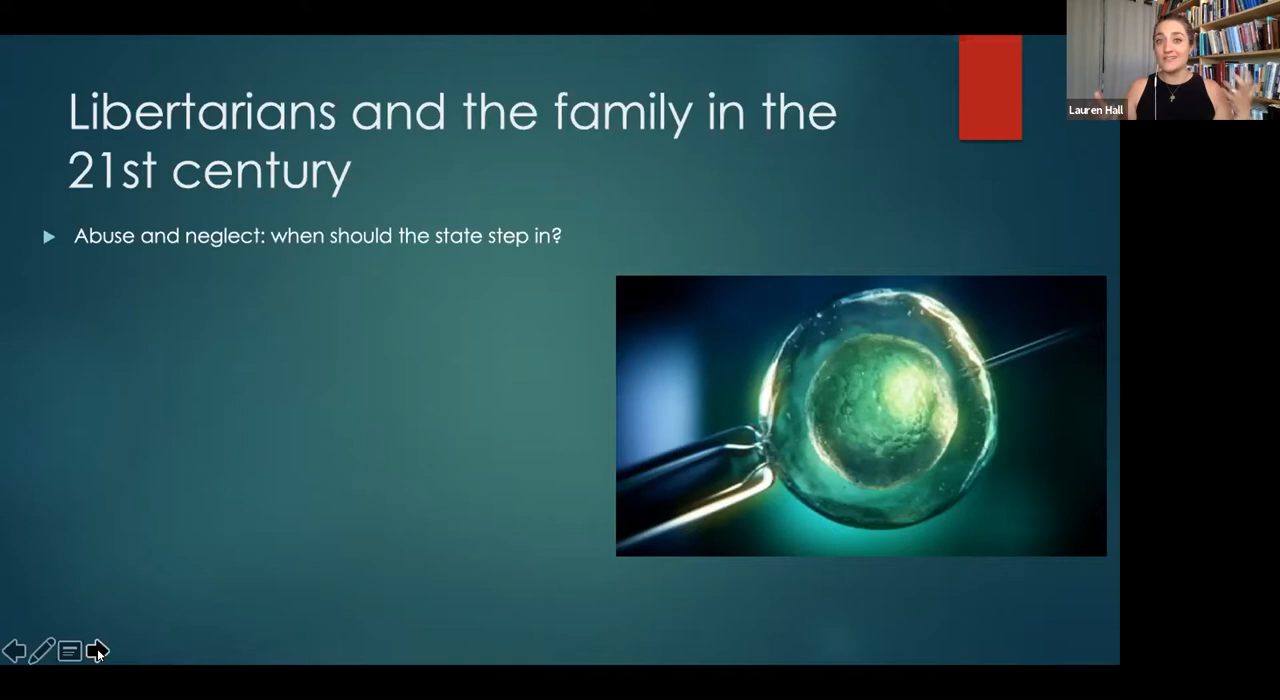 Libertarians and the family in the
21st century
Abuse and neglect: when should the state step in?
Lauren Hall